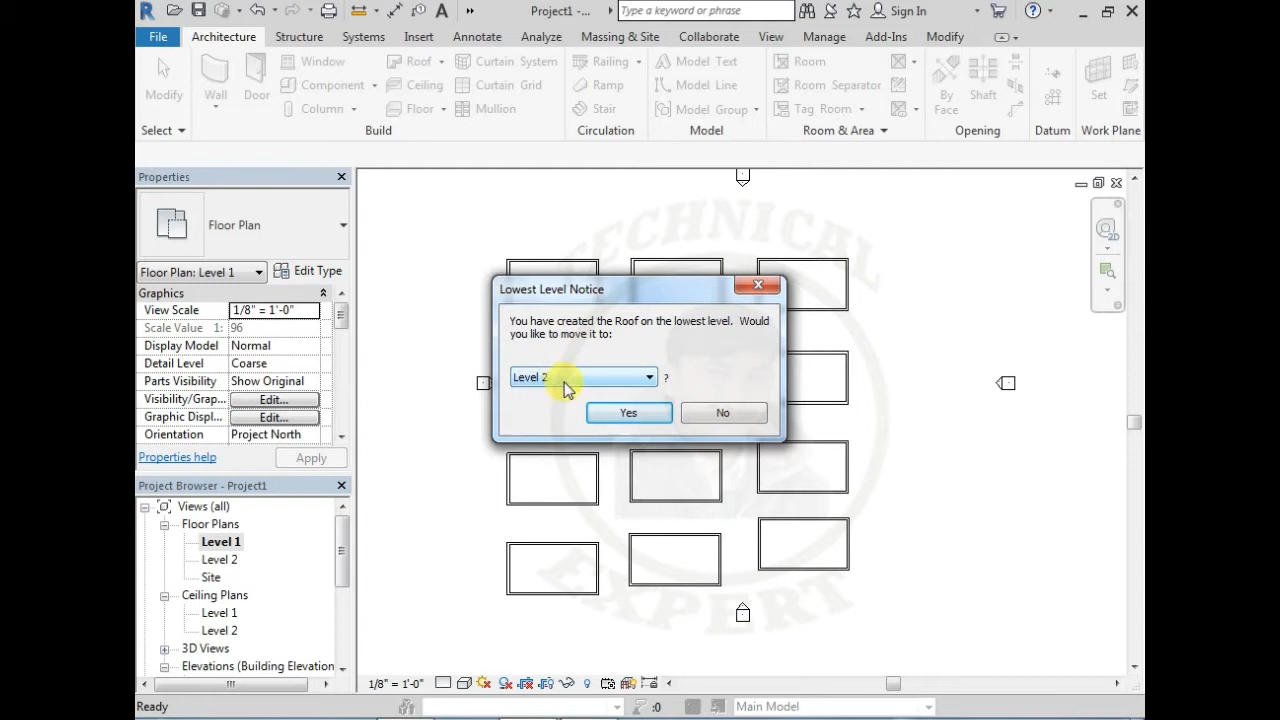 Project1 -...
Type a keyword or phrase
Sign In
File
Architecture
Structure
Systems
Insert
Annotate
Analyze
Massing & Site
Collaborate
View
Manage
Add-Ins
Modify
Modify
Wall
Door
Window
Component
Column
Roof
Ceiling
Floor
Curtain System
Curtain Grid
Mullion
Railing
Ramp
Stair
Model Text
Model Line
Model Group
Room
Room Separator
Tag Room
By
Face
Shaft
Set
Select
Build
Circulation
Model
Room & Area
Opening
Datum
Work Plane
Properties
Floor Plan
Floor Plan: Level 1
Edit Type
Graphics
View Scale 1/8" = 1'-0"
Scale Value 1: 96
Display Model Normal
Detail Level Coarse
Parts Visibility Show Original
Visibility/Grap... Edit...
Graphic Displ... Edit...
Orientation Project North
Properties help
Apply
Project Browser - Project1
Views (all)
Floor Plans
Level 1
Level 2
Site
Ceiling Plans
Level 1
Level 2
3D Views
Elevations (Building Elevation
TECHNICAL
EXPERT
2D
Lowest Level Notice
You have created the Roof on the lowest level. Would
you like to move it to:
Level 2 ?
Yes
No
1/8" = 1'-0"
Ready
:0
Main Model